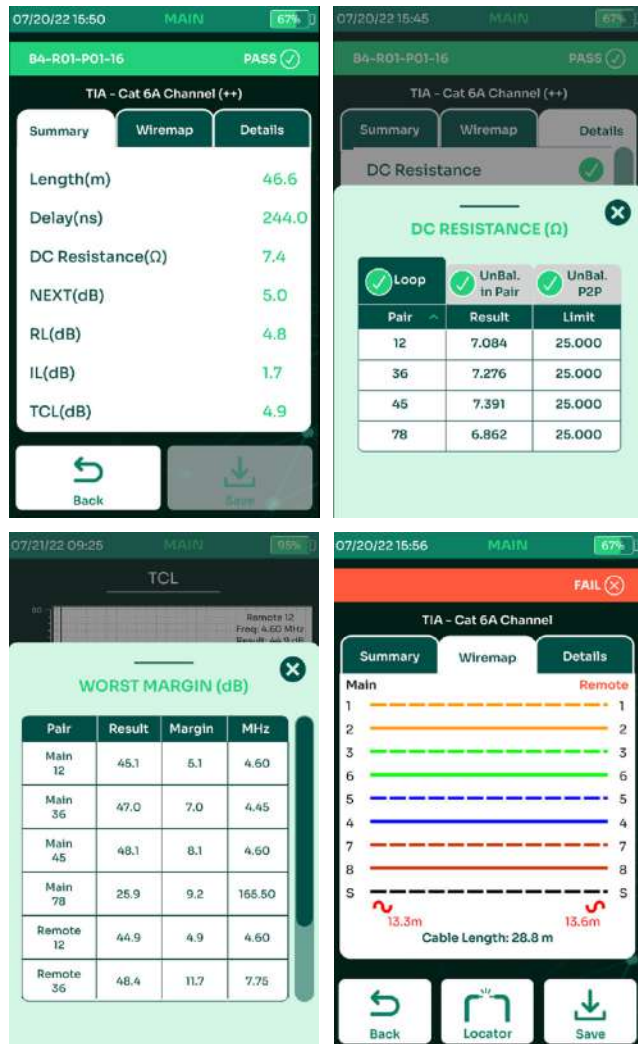 07/20/22 15:50 MAIN 67%
B4-R01-P01-16 PASS
TIA - Cat 6A Channel (++)
Summary Wiremap Details
Length(m) 46.6
Delay(ns) 244.0
DC Resistance(Ω) 7.4
NEXT(dB) 5.0
RL(dB) 4.8
IL(dB) 1.7
TCL(dB) 4.9
Back Save
07/20/22 15:45 MAIN 67%
B4-R01-P01-16 PASS
TIA - Cat 6A Channel (++)
Summary Wiremap Details
DC Resistance
DC RESISTANCE (Ω)
Loop UnBal. in Pair UnBal. P2P
Pair Result Limit
12 7.084 25.000
36 7.276 25.000
45 7.391 25.000
78 6.862 25.000
07/21/22 09:25 MAIN 95%
TCL
Remote 12
Freq: 4.60 MHz
Result: 44.9 dB
WORST MARGIN (dB)
Pair Result Margin MHz
Main 12 45.1 5.1 4.60
Main 36 47.0 7.0 4.45
Main 45 48.1 8.1 4.60
Main 78 25.9 9.2 165.50
Remote 12 44.9 4.9 4.60
Remote 36 48.4 11.7 7.75
07/20/22 15:56 MAIN 67%
FAIL
TIA - Cat 6A Channel
Summary Wiremap Details
Main Remote
1 1
2 2
3 3
6 6
5 5
4 4
7 7
8 8
S S
13.3m 13.6m
Cable Length: 28.8 m
Back Locator Save